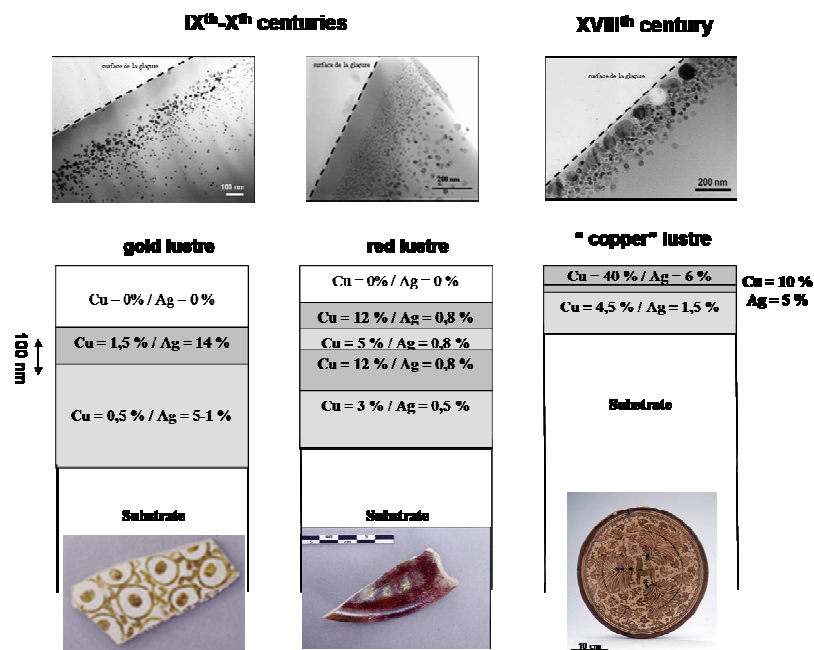 IXth-Xth centuries
XVIIIth century
surface de la glaçure
100 nm
surface de la glaçure
200 nm
surface de la glaçure
200 nm
gold lustre
red lustre
“ copper” lustre
100 nm
Cu – 0% / Ag – 0 %
Cu = 1,5 % / Ag = 14 %
Cu = 0,5 % / Ag = 5-1 %
Substrate
Cu – 0% / Ag – 0 %
Cu = 12 % / Ag = 0,8 %
Cu = 5 % / Ag = 0,8 %
Cu = 12 % / Ag = 0,8 %
Cu = 3 % / Ag = 0,5 %
Substrate
Cu – 40 % / Ag – 6 %
Cu = 10 %
Ag = 5 %
Cu = 4,5 % / Ag = 1,5 %
Substrate
10 cm